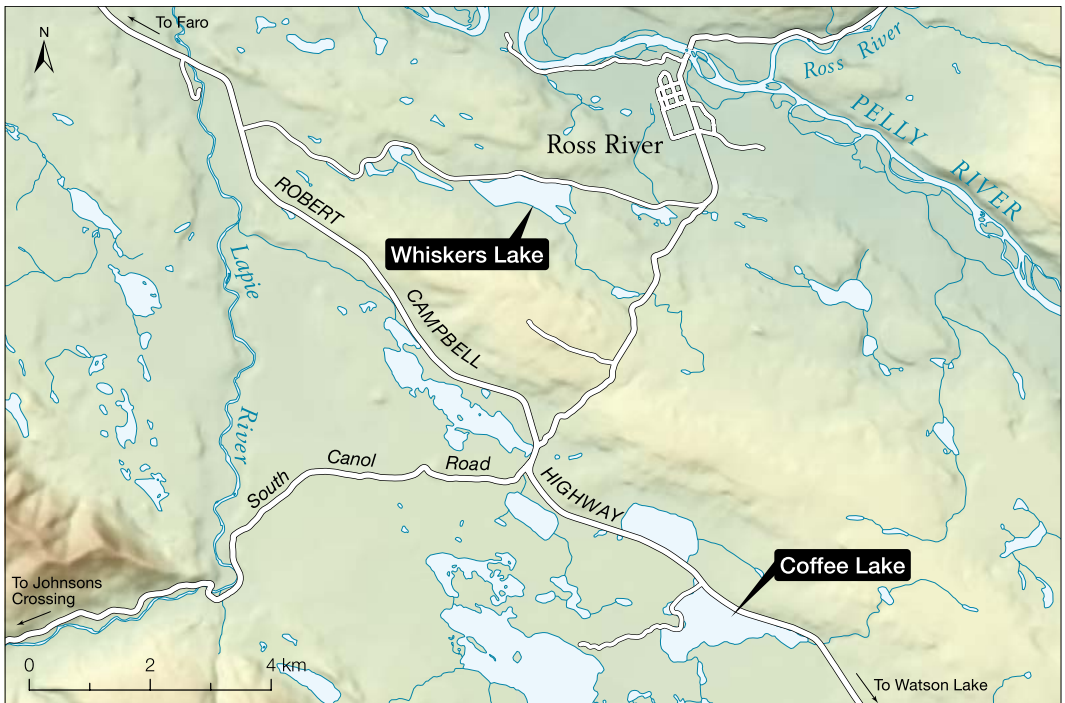 To Faro
N
Ross River
PELLY
RIVER
Ross River
ROBERT
Whiskers Lake
Lapie
CAMPBELL
River
Canol
Road
South
HIGHWAY
Coffee Lake
To Johnsons
Crossing
0 2 4 km
To Watson Lake